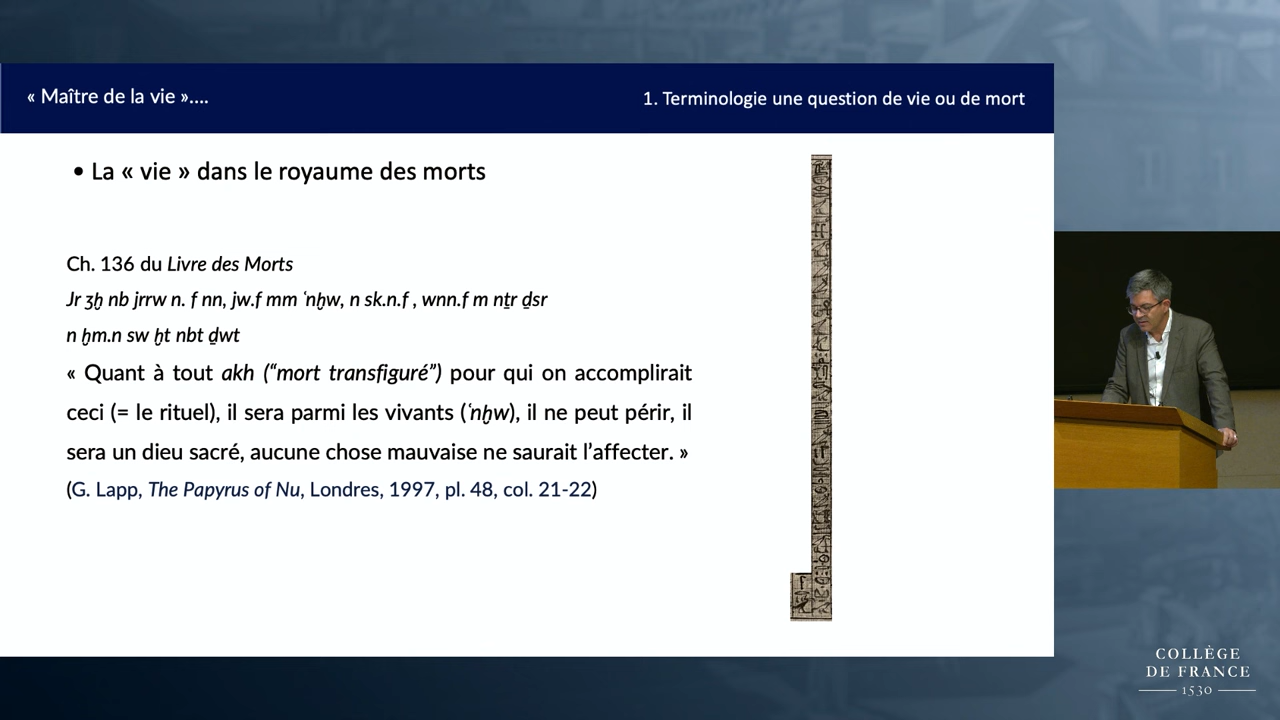 « Maître de la vie »….
1. Terminologie une question de vie ou de mort
• La « vie » dans le royaume des morts
Ch. 136 du Livre des Morts
Jr ȝḫ nb jrrw n. f nn, jw.f mm ʿnḫw, n sk.n.f , wnn.f m nṯr ḏsr
n ḫm.n sw ḫt nbt ḏwt
« Quant à tout akh (“mort transfiguré”) pour qui on accomplirait
ceci (= le rituel), il sera parmi les vivants (ʿnḫw), il ne peut périr, il
sera un dieu sacré, aucune chose mauvaise ne saurait l’affecter. »
(G. Lapp, The Papyrus of Nu, Londres, 1997, pl. 48, col. 21-22)
COLLÈGE
DE FRANCE
1530